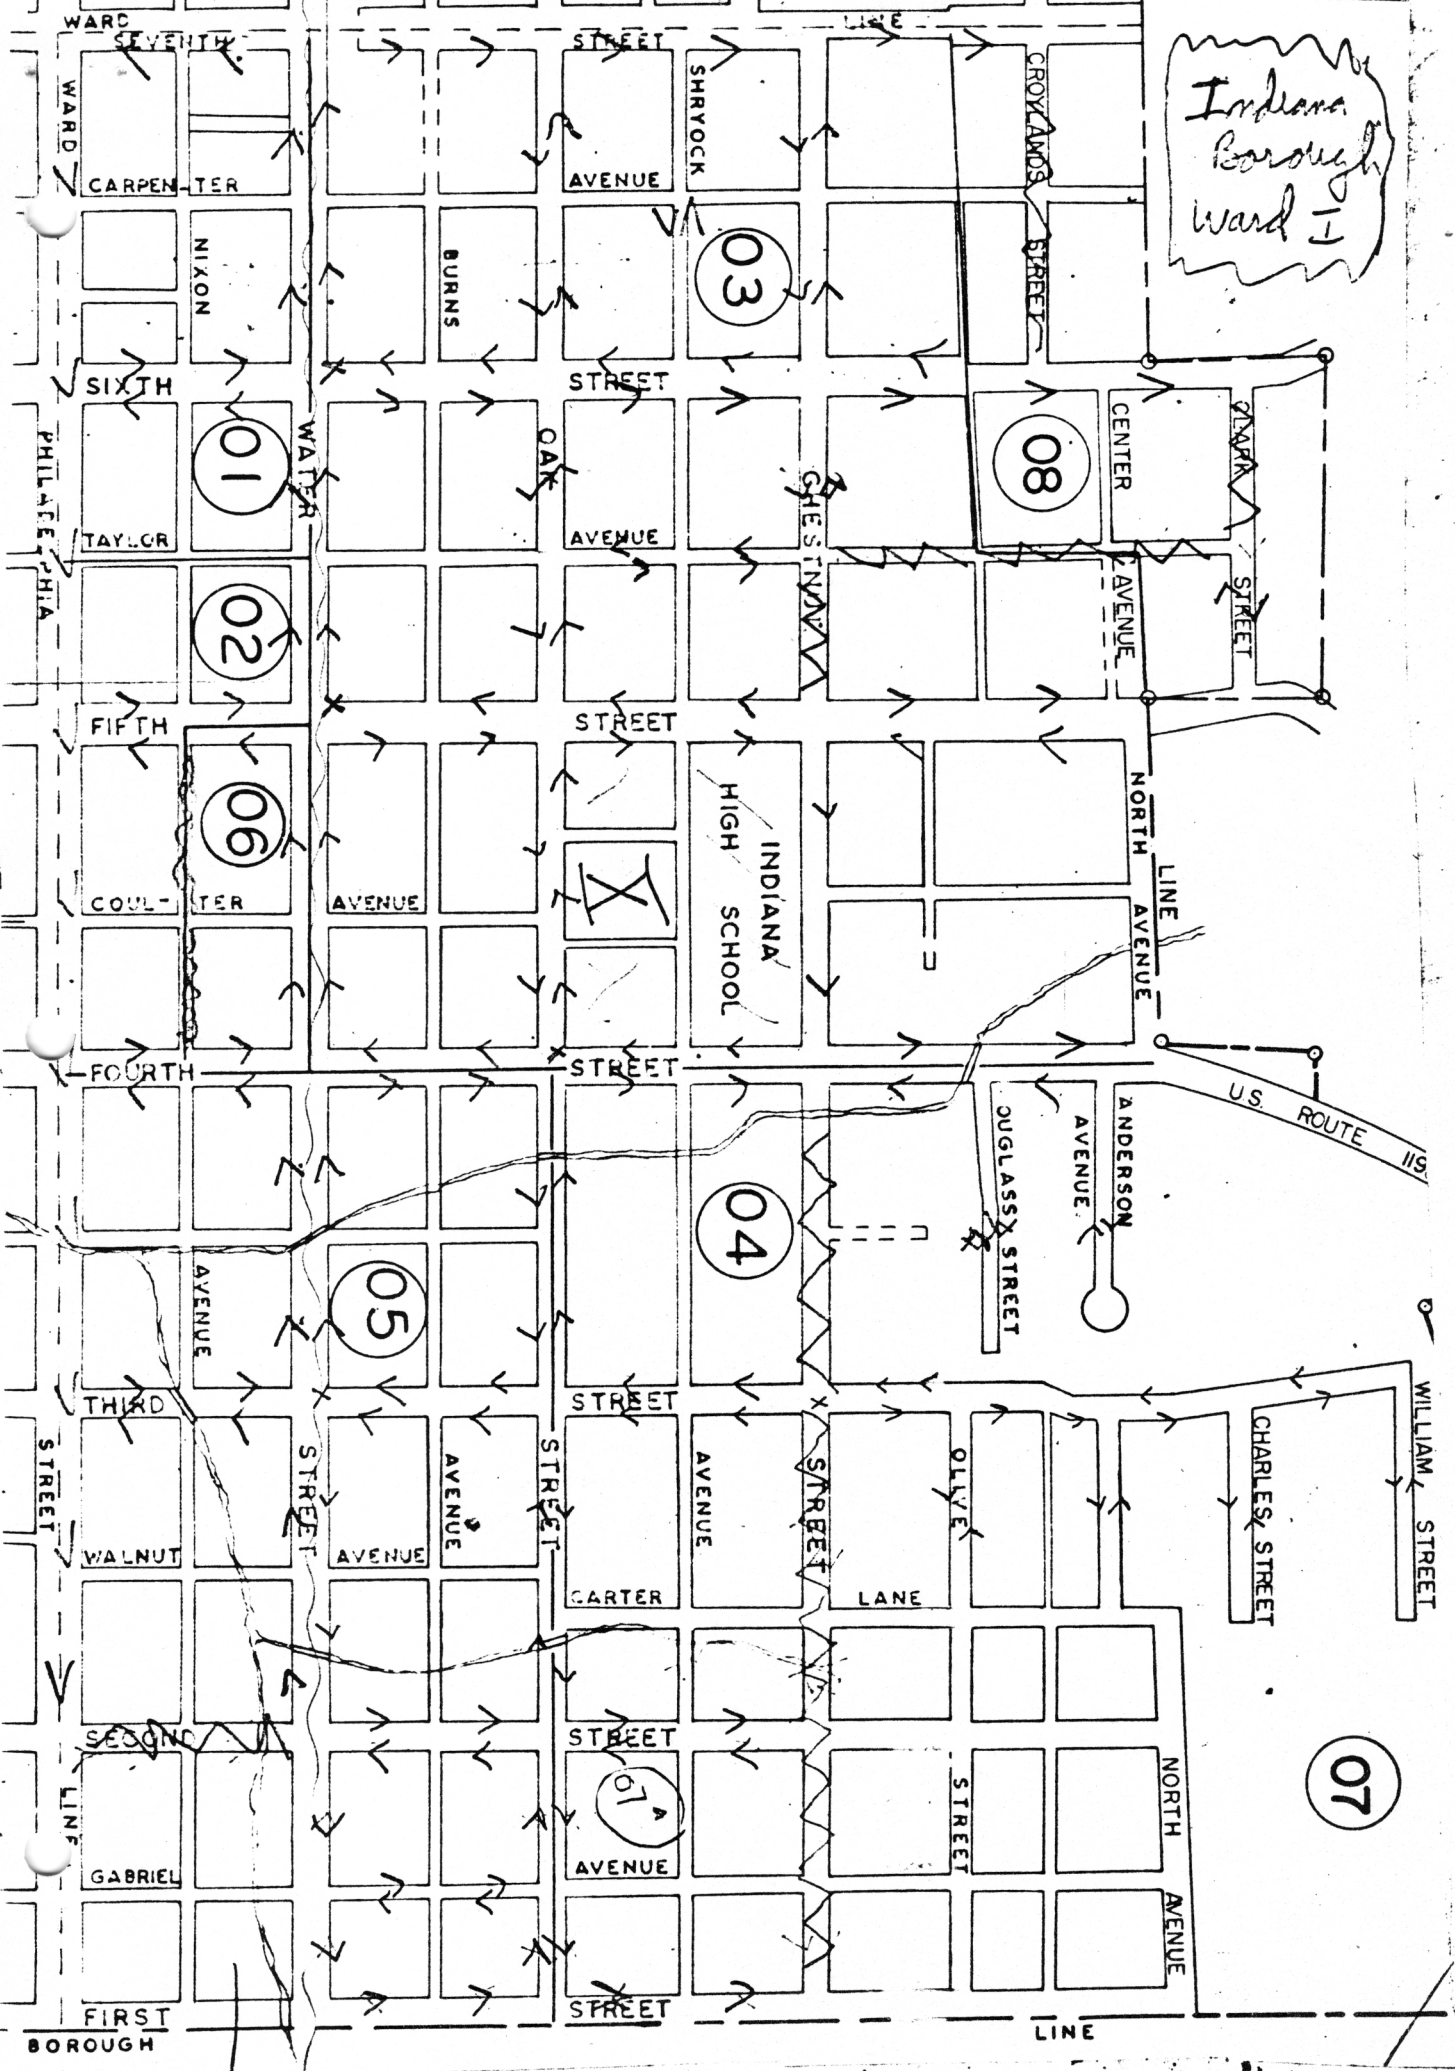 WARD LINE
SEVENTH STREET
Indiana
Borough
Ward I
WARD
SHRYOCK
CROYLANDS
CARPEN-TER AVENUE
NIXON
BURNS
03
STREET
SIXTH STREET
01
WATER
OAK
CHESTNUT
08
CENTER
CLARK
PHILADELPHIA
TAYLOR AVENUE
02
AVENUE
STREET
FIFTH STREET
06
INDIANA
HIGH SCHOOL
X
NORTH
LINE
AVENUE
COUL-TER AVENUE
FOURTH STREET
U.S. ROUTE 119
04
DOUGLASS STREET
ANDERSON
AVENUE
AVENUE
05
THIRD STREET
STREET
STREET
AVENUE
STREET
AVENUE
STREET
OLIVE
CHARLES STREET
WILLIAM STREET
WALNUT AVENUE
CARTER LANE
SECOND STREET
07A
STREET
NORTH
07
LINE
GABRIEL AVENUE
AVENUE
FIRST STREET
BOROUGH LINE